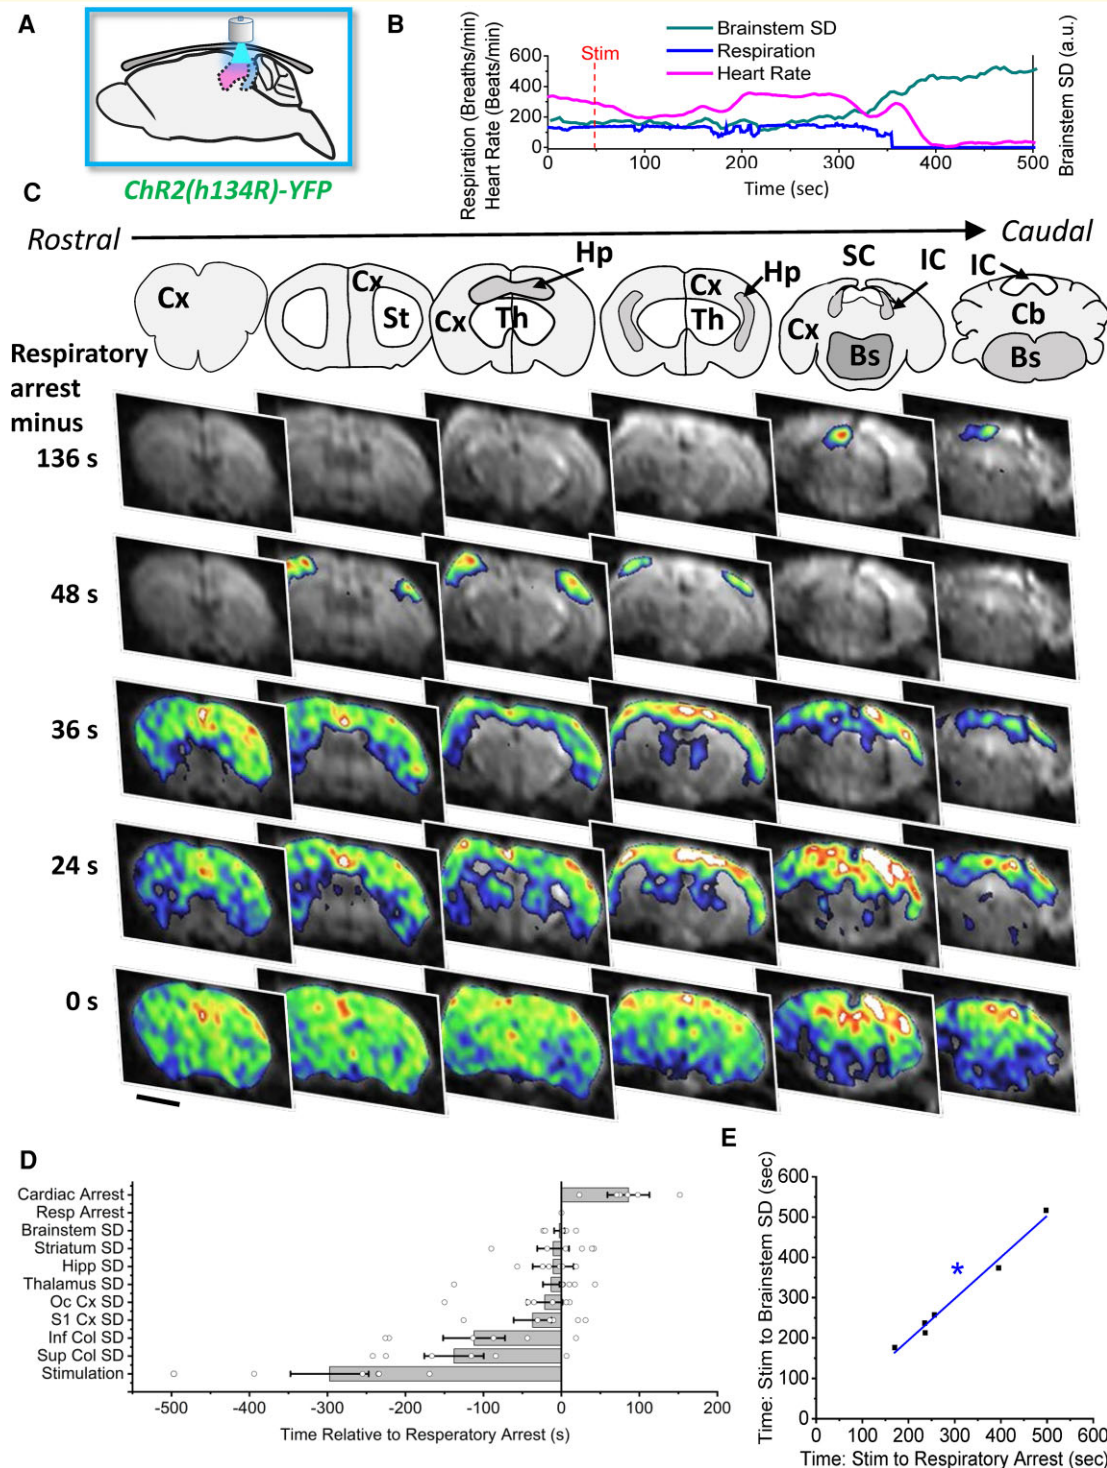 A
ChR2(h134R)-YFP
B
Brainstem SD
Respiration
Heart Rate
Respiration (Breaths/min)
Heart Rate (Beats/min)
Brainstem SD (a.u.)
Stim
600
400
200
0
0 100 200 300 400 500
Time (sec)
C
Rostral Caudal
Hp Hp SC IC IC
Cx Cx St Cx Th Cx Th Cx Bs Cb Bs
Respiratory
arrest
minus
136 s
48 s
36 s
24 s
0 s
D
Cardiac Arrest
Resp Arrest
Brainstem SD
Striatum SD
Hipp SD
Thalamus SD
Oc Cx SD
S1 Cx SD
Inf Col SD
Sup Col SD
Stimulation
-500 -400 -300 -200 -100 0 100 200
Time Relative to Resperatory Arrest (s)
E
Time: Stim to Brainstem SD (sec)
600
500
400
300
200
100
0
*
0 100 200 300 400 500 600
Time: Stim to Respiratory Arrest (sec)